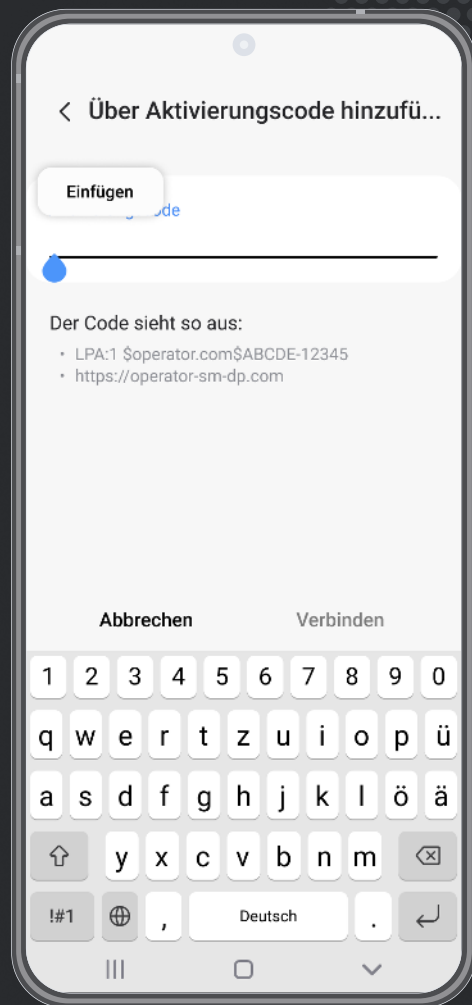 Über Aktivierungscode hinzufü...
Einfügen
de
Der Code sieht so aus:
• LPA:1 $operator.com$ABCDE-12345
• https://operator-sm-dp.com
Abbrechen Verbinden
1 2 3 4 5 6 7 8 9 0
q w e r t z u i o p ü
a s d f g h j k l ö ä
y x c v b n m
!#1 , Deutsch .